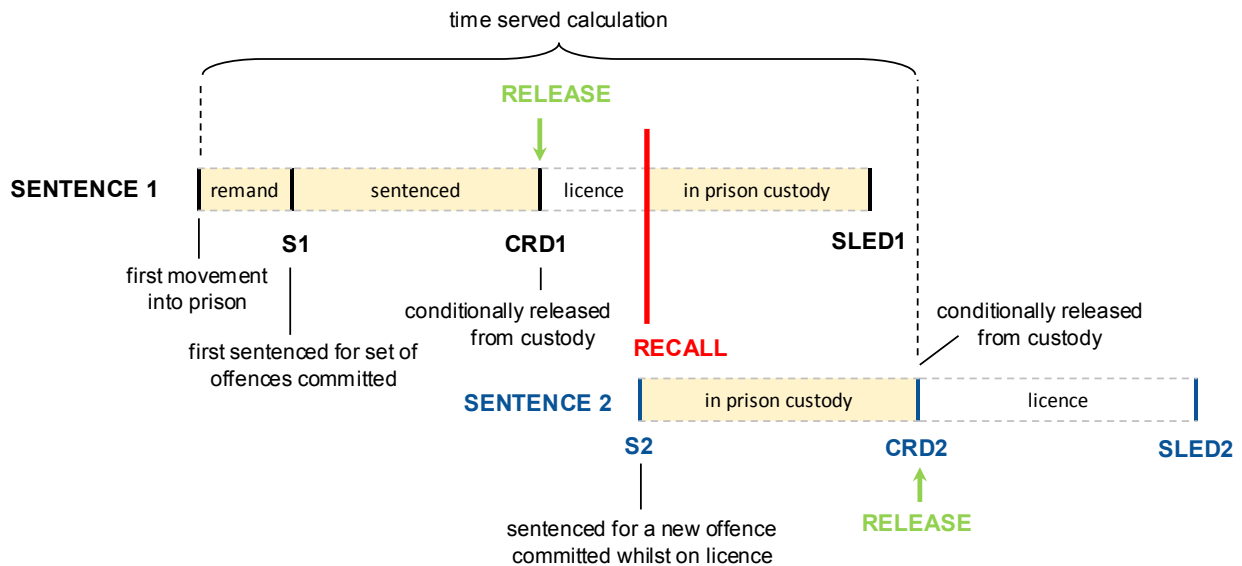 time served calculation
RELEASE
SENTENCE 1
remand
sentenced
licence
in prison custody
S1
CRD1
SLED1
first movement
into prison
conditionally released
from custody
conditionally released
from custody
first sentenced for set of
offences committed
RECALL
SENTENCE 2
in prison custody
licence
S2
CRD2
SLED2
RELEASE
sentenced for a new offence
committed whilst on licence